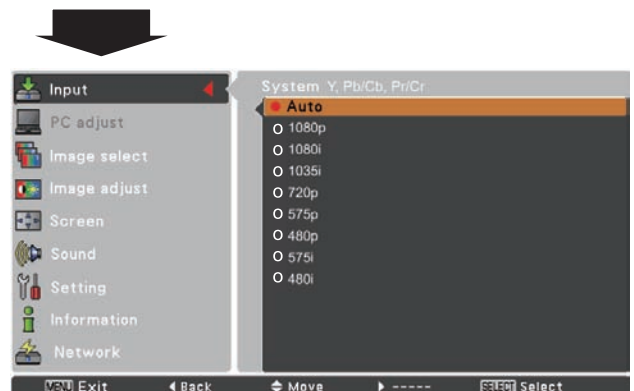 Input
PC adjust
Image select
Image adjust
Screen
Sound
Setting
Information
Network
System Y, Pb/Cb, Pr/Cr
Auto
1080p
1080i
1035i
720p
575p
480p
575i
480i
MENU Exit ◀ Back Move ▶ ----- SELECT Select